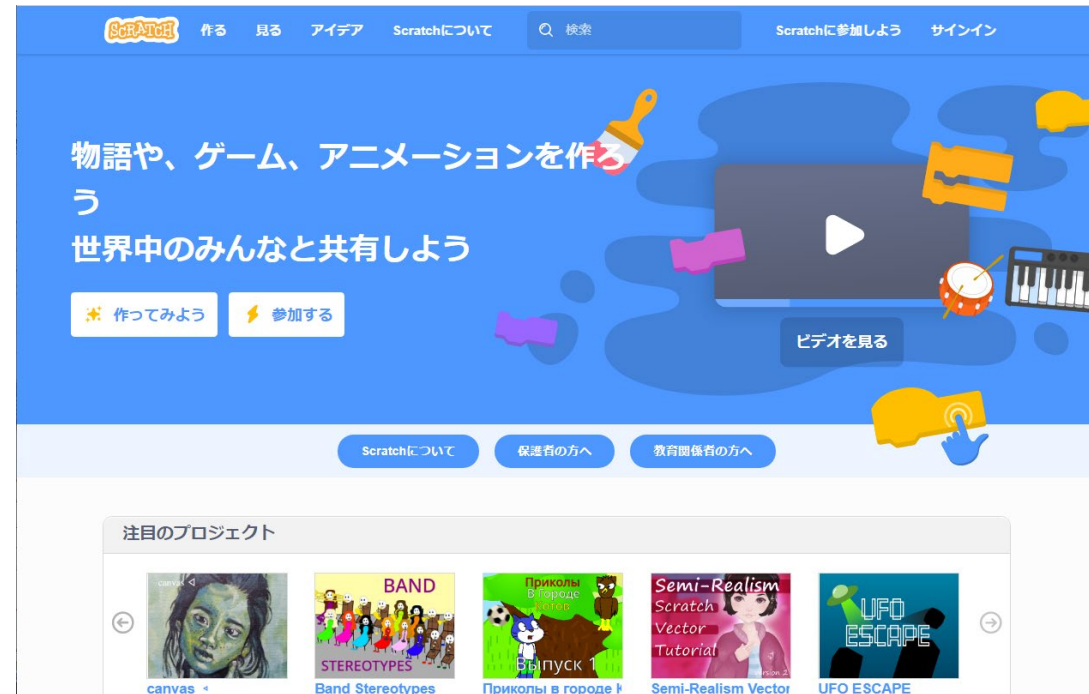 SCRATCH 作る 見る アイデア Scratchについて 検索 Scratchに参加しよう サインイン
物語や、ゲーム、アニメーションを作ろ
う
世界中のみんなと共有しよう
作ってみよう 参加する
ビデオを見る
Scratchについて 保護者の方へ 教育関係者の方へ
注目のプロジェクト
canvas
BAND
STEREOTYPES
Приколы
В городе
Котов
Выпуск 1
Semi-Realism
Scratch
Vector
Tutorial
Version 2
UFO
ESCAPE
canvas Band Stereotypes Приколы в городе К Semi-Realism Vector UFO ESCAPE